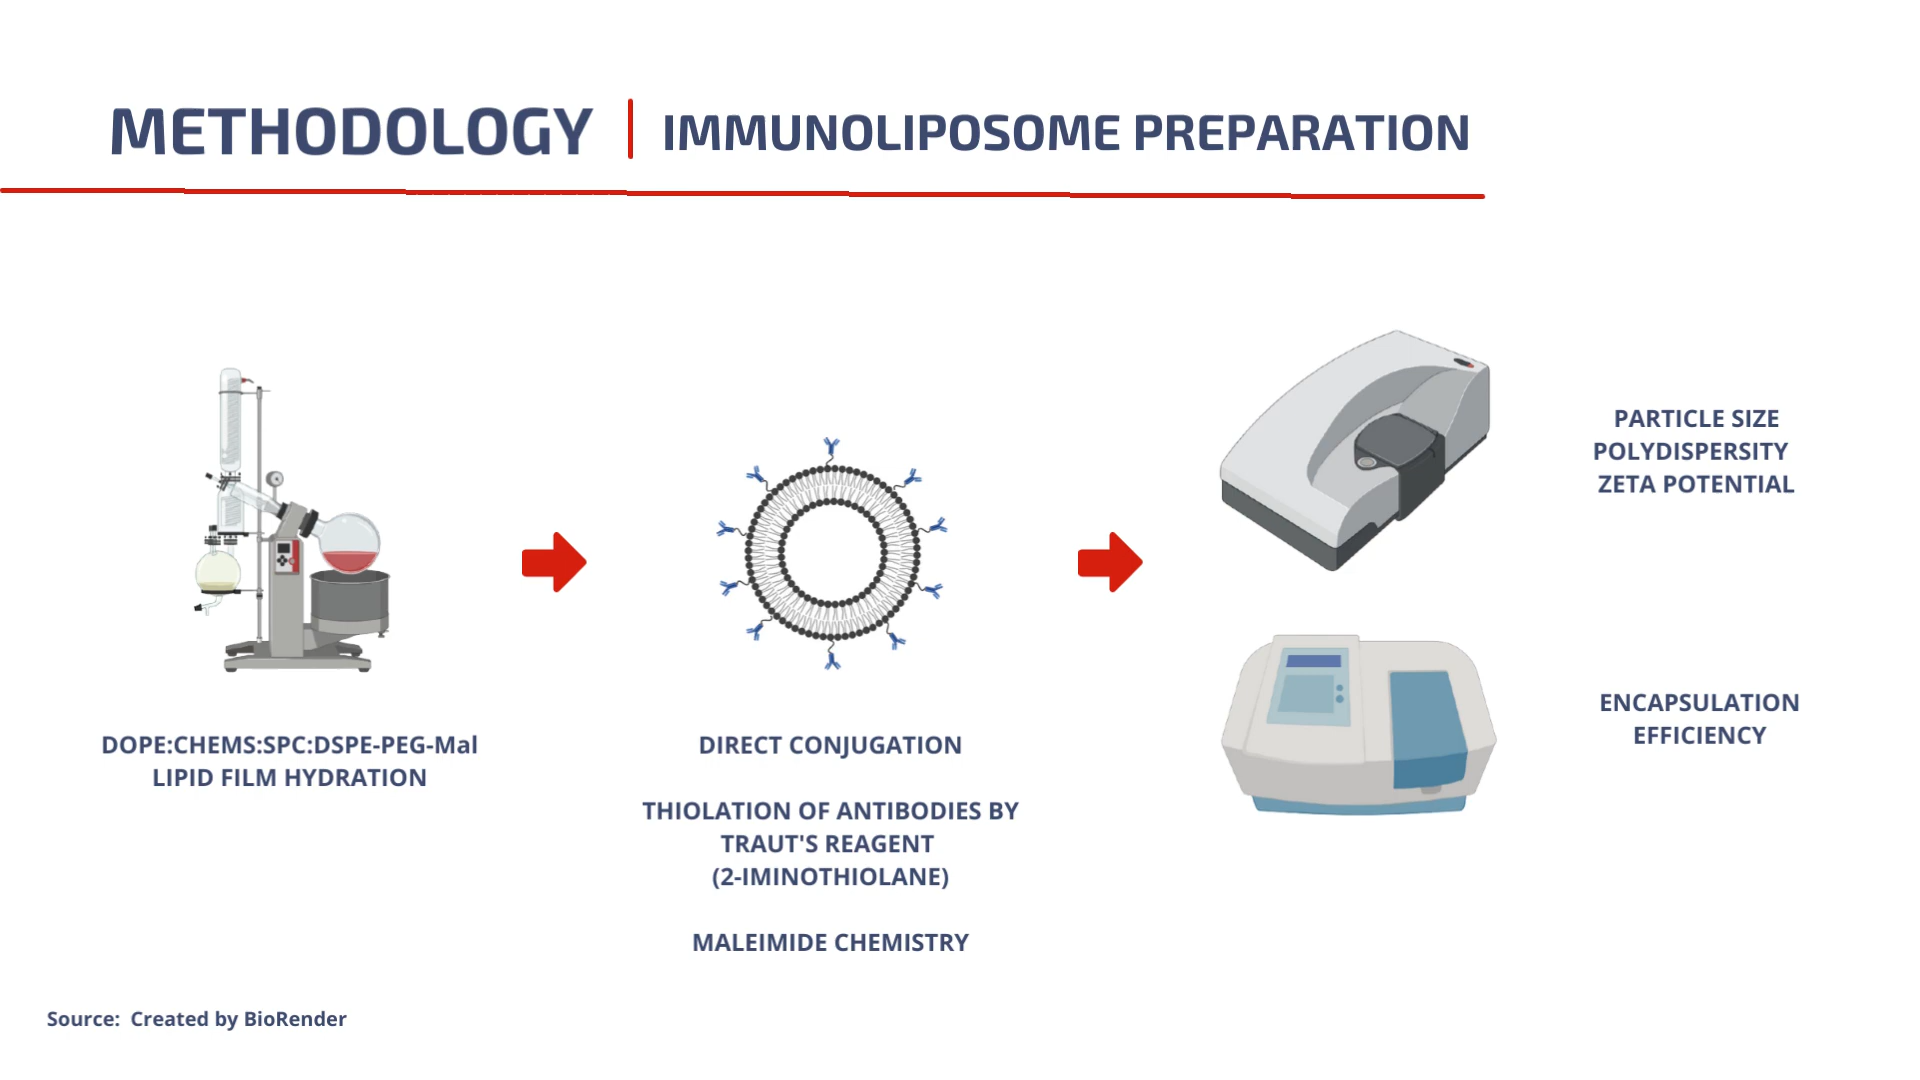 METHODOLOGY | IMMUNOLIPOSOME PREPARATION
DOPE:CHEMS:SPC:DSPE-PEG-Mal
LIPID FILM HYDRATION
DIRECT CONJUGATION
THIOLATION OF ANTIBODIES BY
TRAUT'S REAGENT
(2-IMINOTHIOLANE)
MALEIMIDE CHEMISTRY
PARTICLE SIZE
POLYDISPERSITY
ZETA POTENTIAL
ENCAPSULATION
EFFICIENCY
Source: Created by BioRender